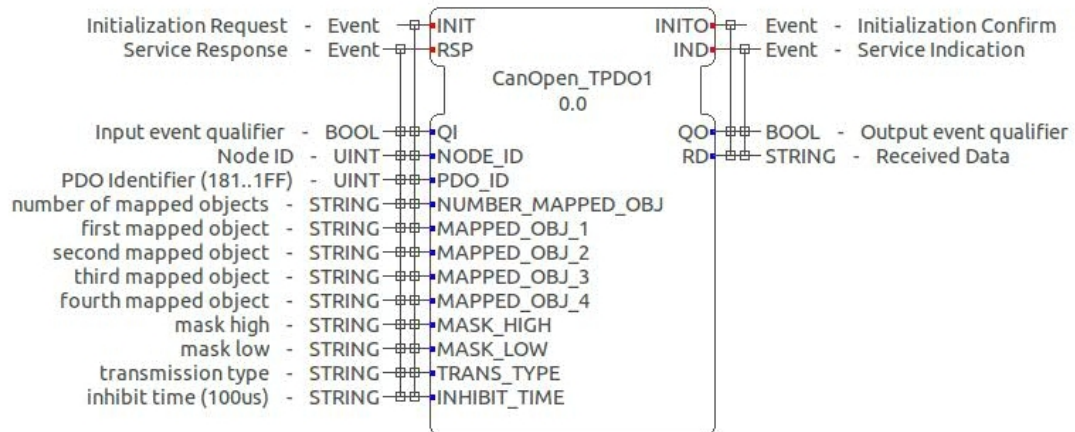 Initialization Request - Event INIT INITO Event - Initialization Confirm
Service Response - Event RSP IND Event - Service Indication
CanOpen_TPDO1
0.0
Input event qualifier - BOOL QI QO BOOL - Output event qualifier
Node ID - UINT NODE_ID RD STRING - Received Data
PDO Identifier (181..1FF) - UINT PDO_ID
number of mapped objects - STRING NUMBER_MAPPED_OBJ
first mapped object - STRING MAPPED_OBJ_1
second mapped object - STRING MAPPED_OBJ_2
third mapped object - STRING MAPPED_OBJ_3
fourth mapped object - STRING MAPPED_OBJ_4
mask high - STRING MASK_HIGH
mask low - STRING MASK_LOW
transmission type - STRING TRANS_TYPE
inhibit time (100us) - STRING INHIBIT_TIME